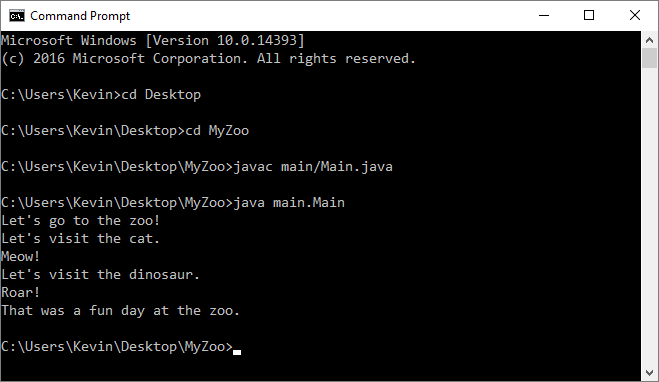 Command Prompt
Microsoft Windows [Version 10.0.14393]
(c) 2016 Microsoft Corporation. All rights reserved.
C:\Users\Kevin>cd Desktop
C:\Users\Kevin\Desktop>cd MyZoo
C:\Users\Kevin\Desktop\MyZoo>javac main/Main.java
C:\Users\Kevin\Desktop\MyZoo>java main.Main
Let's go to the zoo!
Let's visit the cat.
Meow!
Let's visit the dinosaur.
Roar!
That was a fun day at the zoo.
C:\Users\Kevin\Desktop\MyZoo>